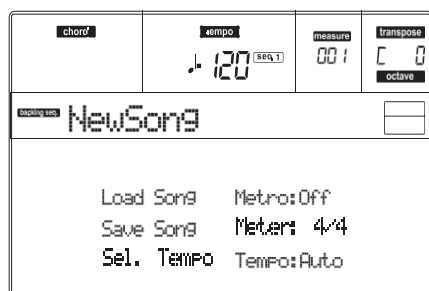 chord tempo measure transpose
♩=120 seq. 1 001 C 0
octave
backing seq. NewSong
Load Song Metro:Off
Save Song Meter: 4/4
Sel. Tempo Tempo:Auto